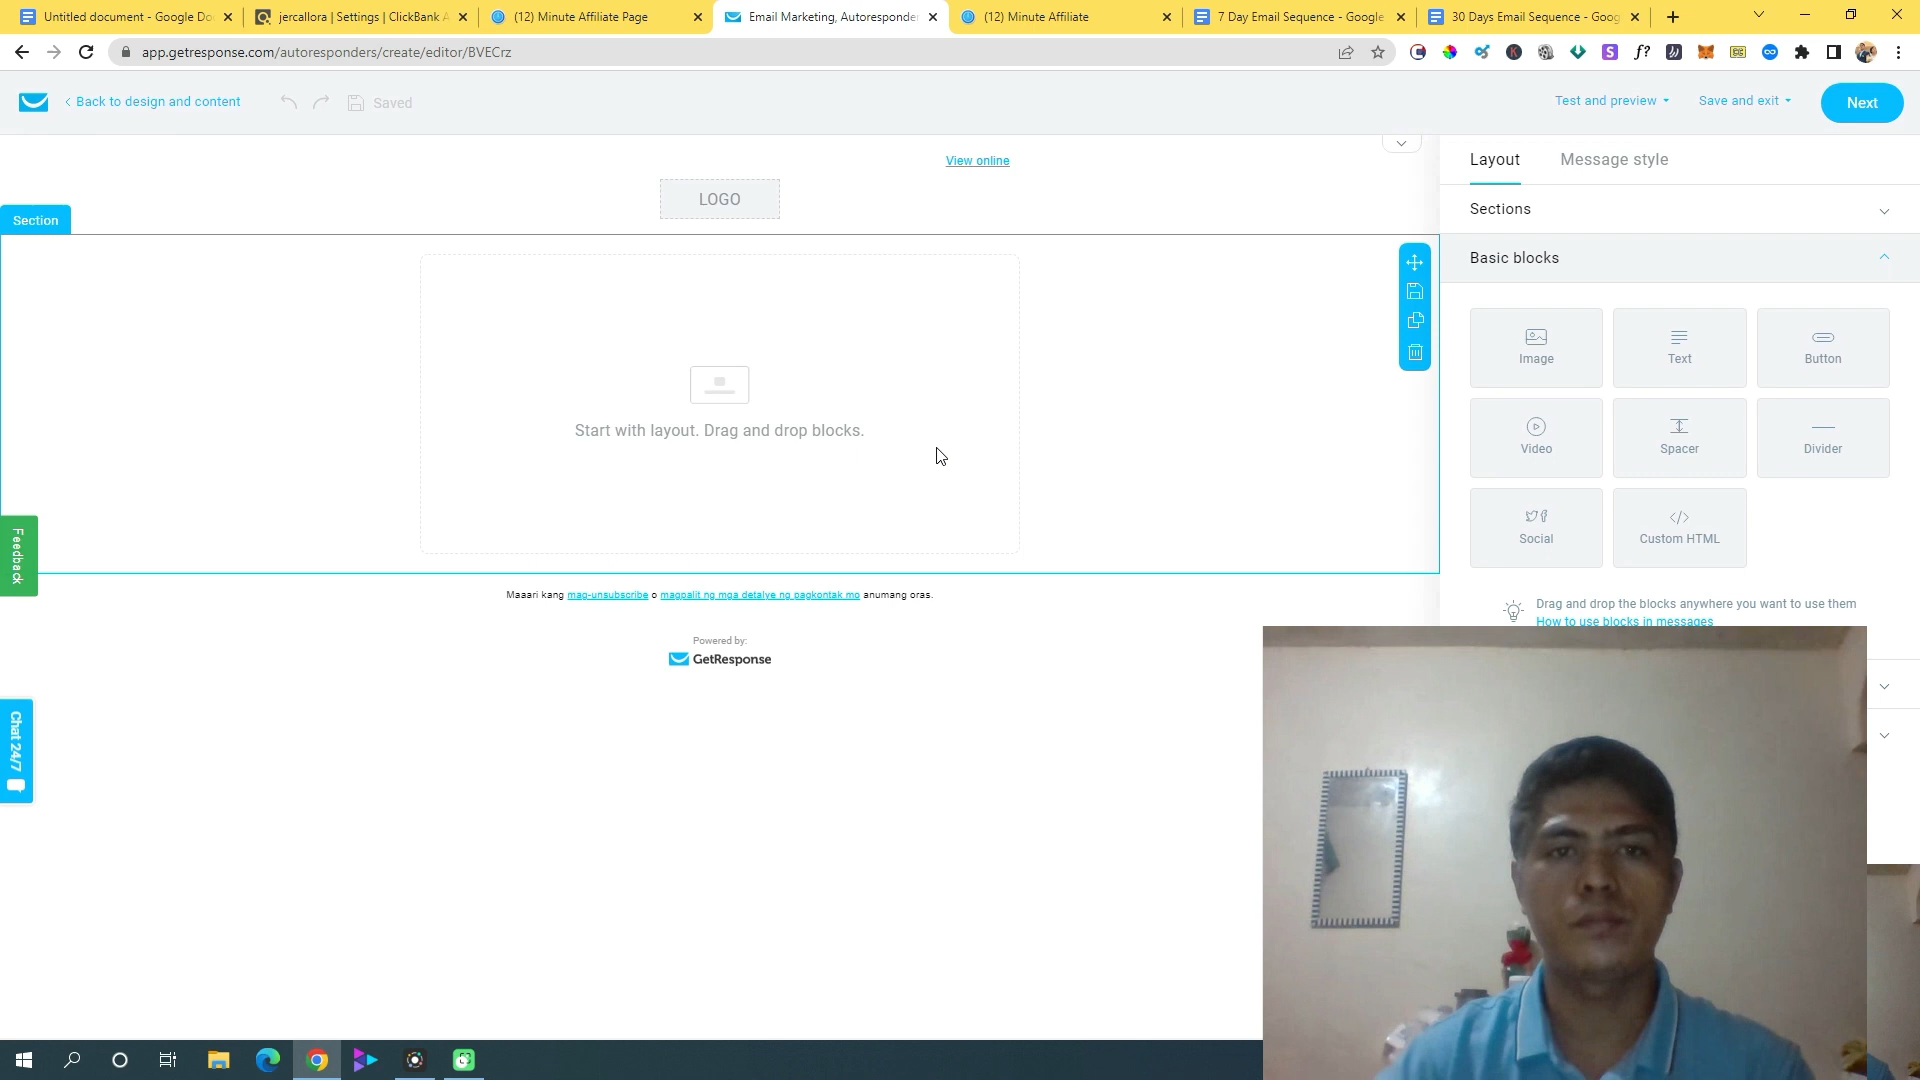 Untitled document - Google Do
jercallora | Settings | ClickBank A
(12) Minute Affiliate Page
Email Marketing, Autoresponder
(12) Minute Affiliate
7 Day Email Sequence - Google
30 Days Email Sequence - Goog
app.getresponse.com/autoresponders/create/editor/BVECrz
Back to design and content
Saved
Test and preview
Save and exit
Next
View online
LOGO
Section
Start with layout. Drag and drop blocks.
Maaari kang mag-unsubscribe o magpalit ng mga detalye ng pagkontak mo anumang oras.
Powered by:
GetResponse
Feedback
Chat 24/7
Layout
Message style
Sections
Basic blocks
Image
Text
Button
Video
Spacer
Divider
Social
Custom HTML
Drag and drop the blocks anywhere you want to use them
How to use blocks in messages